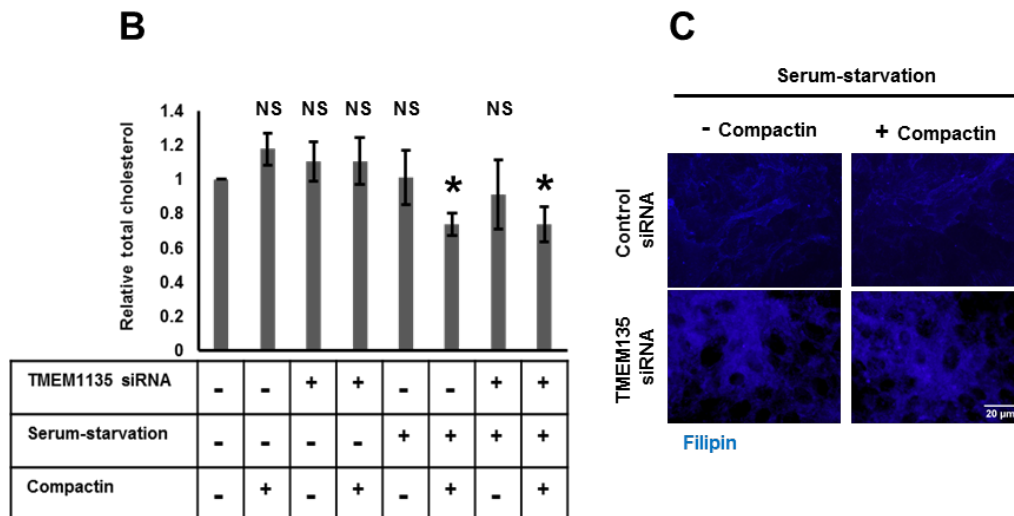 B
C
Serum-starvation
- Compactin + Compactin
Control siRNA
TMEM135 siRNA
20 µm
Filipin
Relative total cholesterol
1.4
1.2
1
0.8
0.6
0.4
0.2
0
NS NS NS NS * NS *
TMEM1135 siRNA - - + + - - + +
Serum-starvation - - - - + + + +
Compactin - + - + - + - +